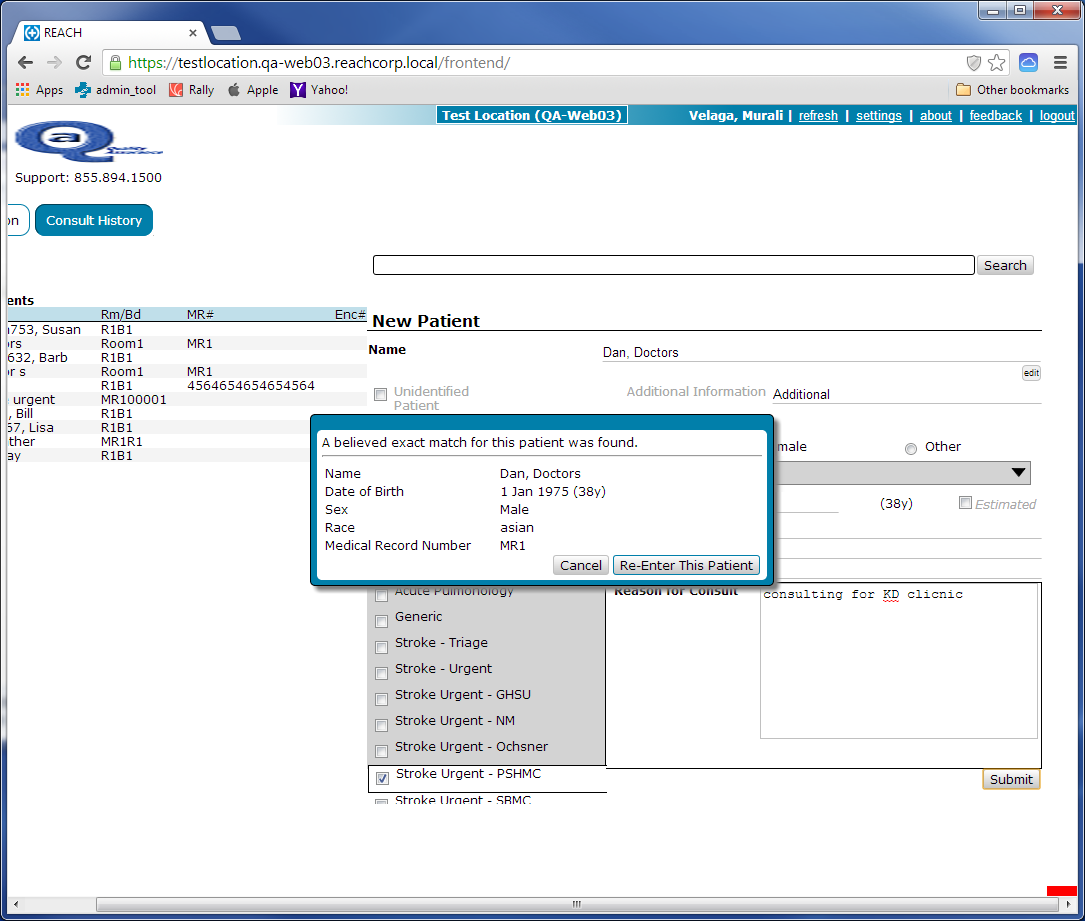 REACH
https://testlocation.qa-web03.reachcorp.local/frontend/
Apps admin_tool Rally Apple Yahoo! Other bookmarks
Test Location (QA-Web03) Velaga, Murali | refresh | settings | about | feedback | logout
Quality Assurance
Support: 855.894.1500
on Consult History
Search
ents
Rm/Bd MR# Enc#
753, Susan R1B1
rs Room1 MR1
632, Barb R1B1
r s Room1 MR1
R1B1 4564654654654564
urgent MR100001
, Bill R1B1
67, Lisa R1B1
ther MR1R1
ay R1B1
New Patient
Name Dan, Doctors
edit
Unidentified Patient Additional Information Additional
male Other
(38y) Estimated
A believed exact match for this patient was found.
Name Dan, Doctors
Date of Birth 1 Jan 1975 (38y)
Sex Male
Race asian
Medical Record Number MR1
Cancel Re-Enter This Patient
Acute Pulmonology
Generic
Stroke - Triage
Stroke - Urgent
Stroke Urgent - GHSU
Stroke Urgent - NM
Stroke Urgent - Ochsner
Stroke Urgent - PSHMC
Stroke Urgent - SBMC
Reason for Consult consulting for KD clicnic
Submit